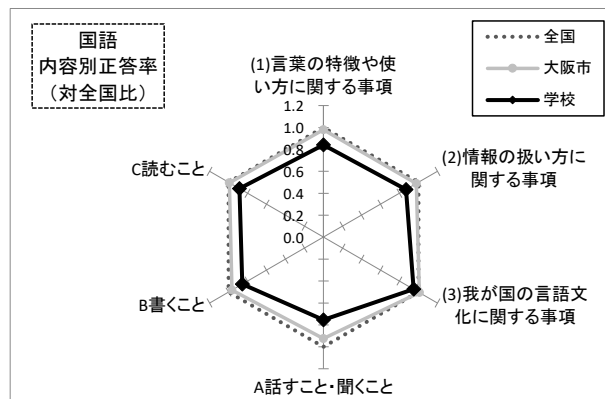 国語
内容別正答率
(対全国比)
全国
大阪市
学校
(1)言葉の特徴や使
い方に関する事項
(2)情報の扱い方に
関する事項
(3)我が国の言語文
化に関する事項
A話すこと・聞くこと
B書くこと
C読むこと
1.2
1.0
0.8
0.6
0.4
0.2
0.0